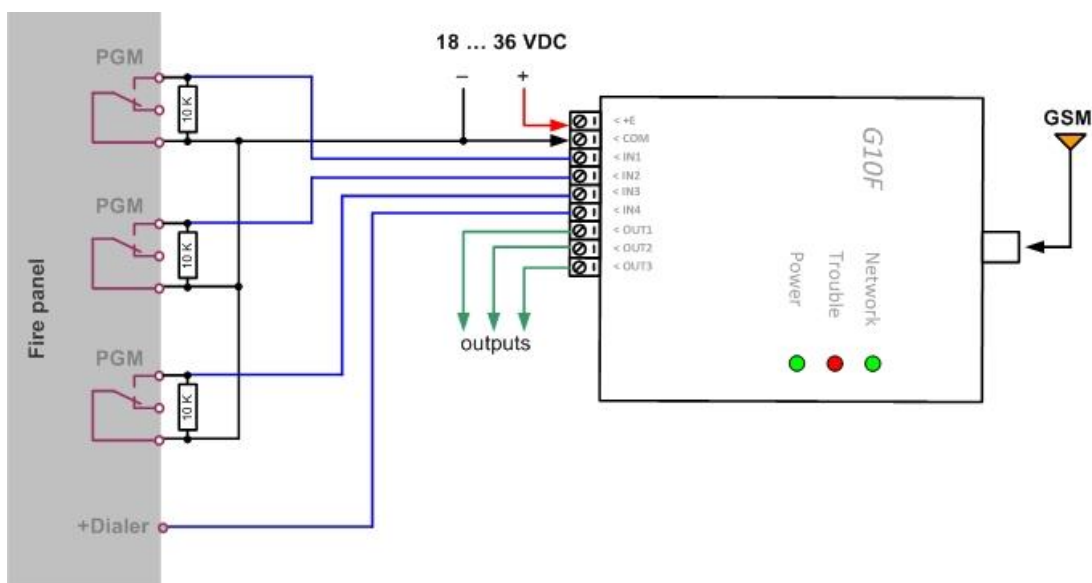 PGM
10 K
PGM
10 K
PGM
10 K
+Dialer
Fire panel
18 ... 36 VDC
– +
< +E
< COM
< IN1
< IN2
< IN3
< IN4
< OUT1
< OUT2
< OUT3
outputs
G10F
Power
Trouble
Network
GSM